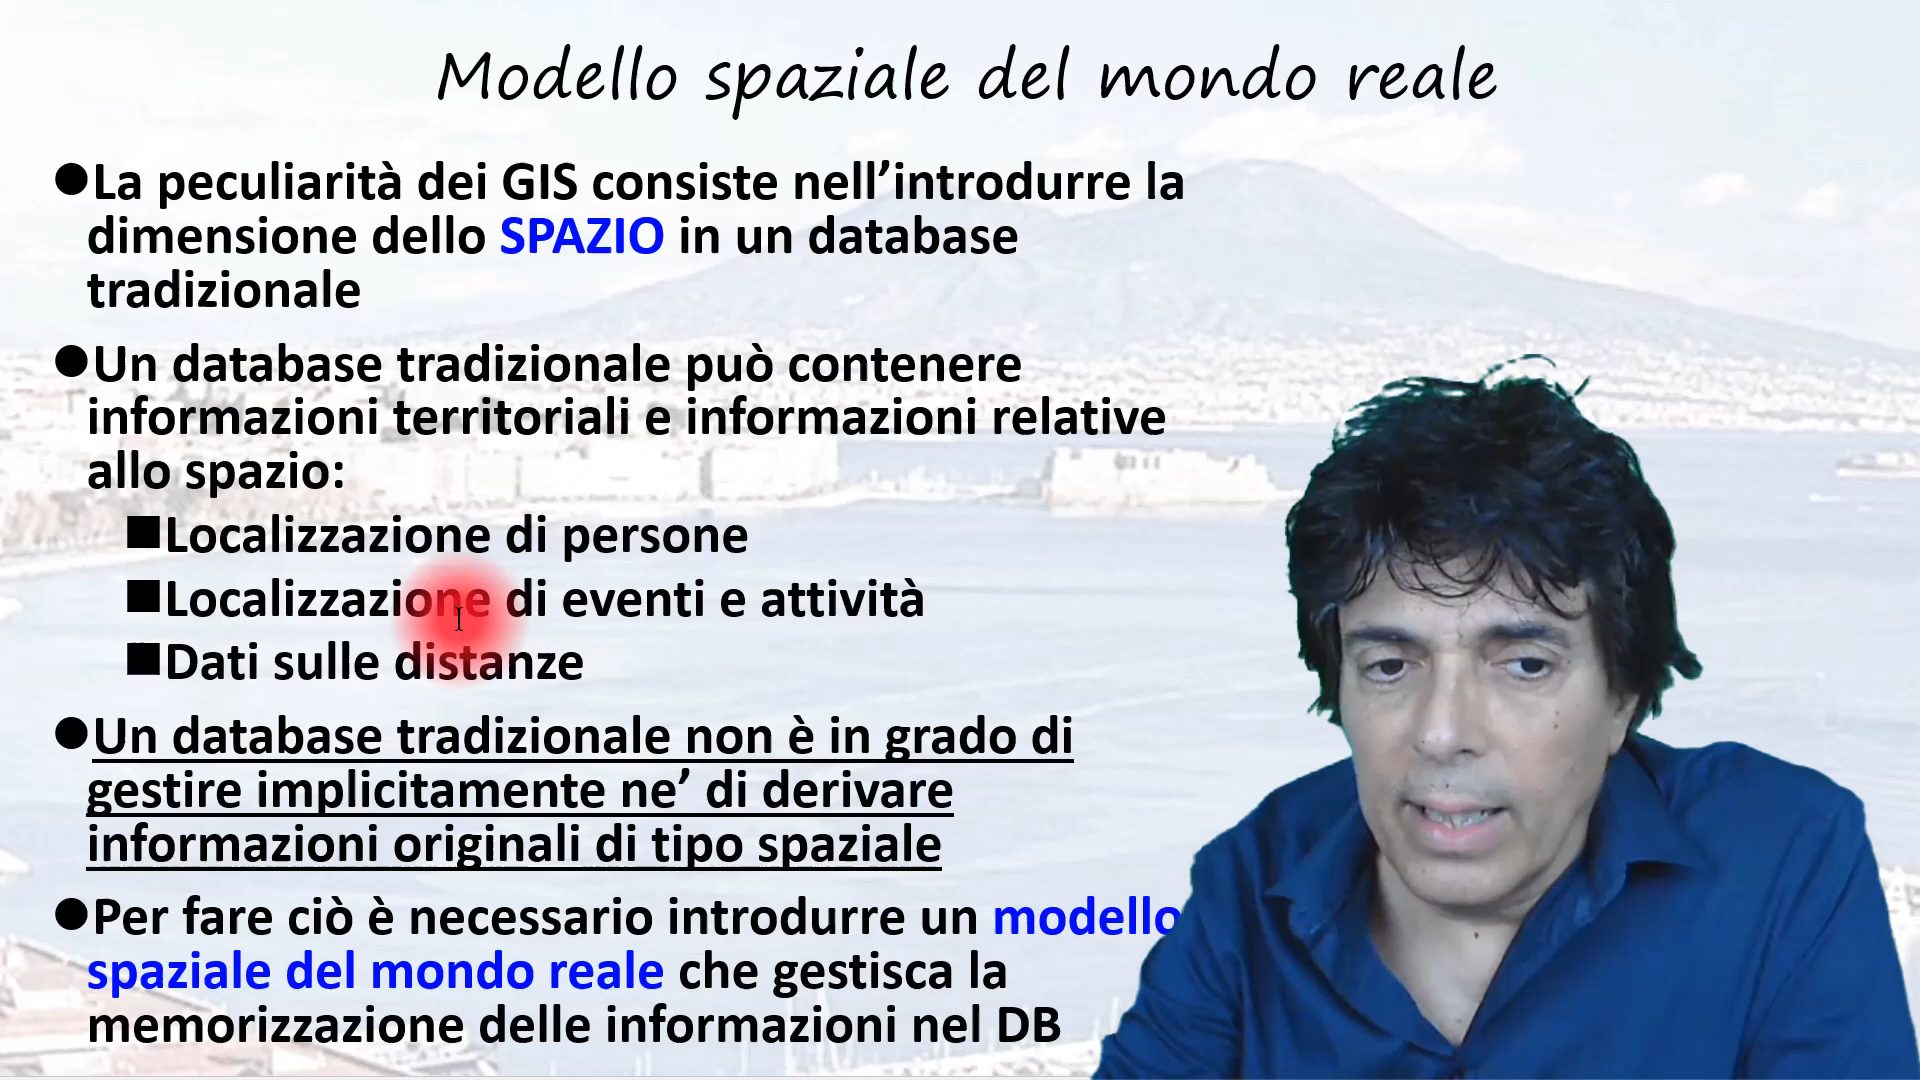 Modello spaziale del mondo reale
●La peculiarità dei GIS consiste nell’introdurre la
dimensione dello SPAZIO in un database
tradizionale
●Un database tradizionale può contenere
informazioni territoriali e informazioni relative
allo spazio:
■Localizzazione di persone
■Localizzazione di eventi e attività
■Dati sulle distanze
●Un database tradizionale non è in grado di
gestire implicitamente ne’ di derivare
informazioni originali di tipo spaziale
●Per fare ciò è necessario introdurre un modello
spaziale del mondo reale che gestisca la
memorizzazione delle informazioni nel DB